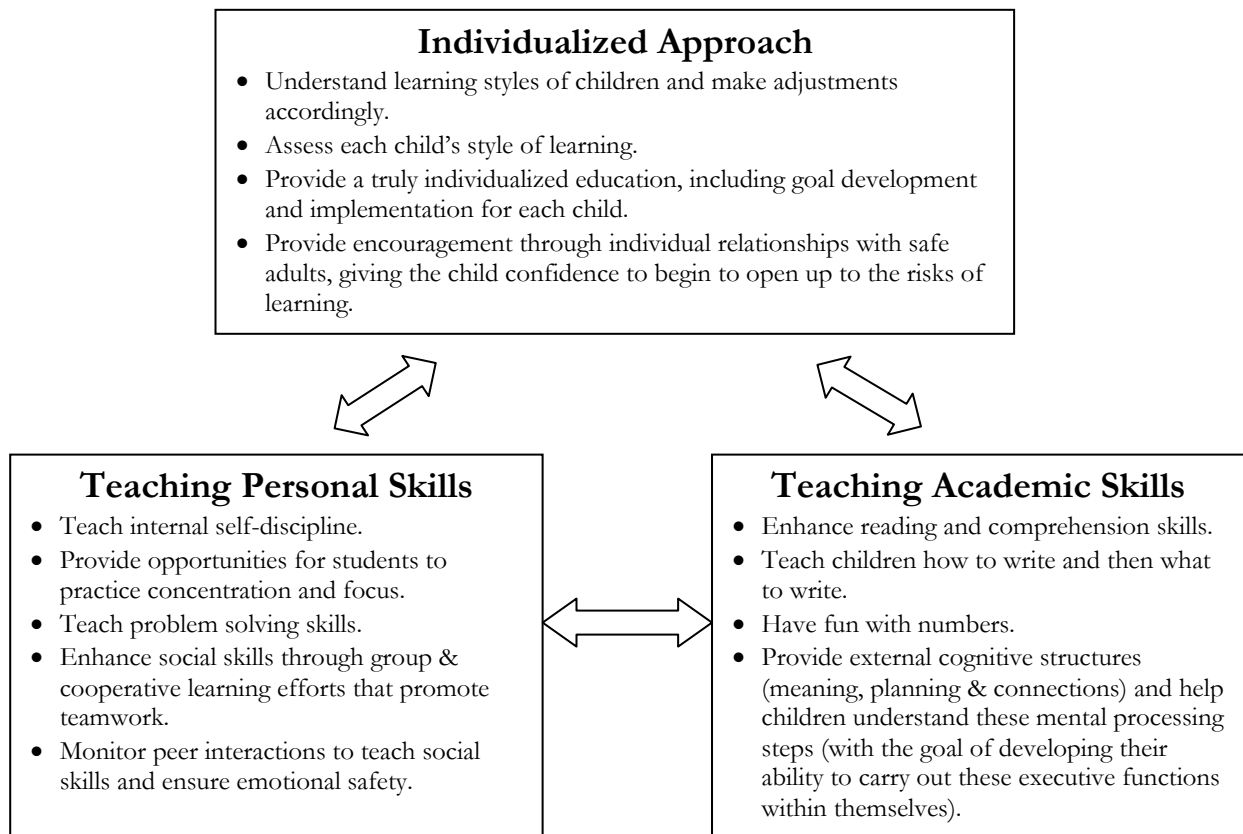 Individualized Approach
• Understand learning styles of children and make adjustments
accordingly.
• Assess each child’s style of learning.
• Provide a truly individualized education, including goal development
and implementation for each child.
• Provide encouragement through individual relationships with safe
adults, giving the child confidence to begin to open up to the risks of
learning.
Teaching Personal Skills
• Teach internal self-discipline.
• Provide opportunities for students to
practice concentration and focus.
• Teach problem solving skills.
• Enhance social skills through group &
cooperative learning efforts that promote
teamwork.
• Monitor peer interactions to teach social
skills and ensure emotional safety.
Teaching Academic Skills
• Enhance reading and comprehension skills.
• Teach children how to write and then what
to write.
• Have fun with numbers.
• Provide external cognitive structures
(meaning, planning & connections) and help
children understand these mental processing
steps (with the goal of developing their
ability to carry out these executive functions
within themselves).